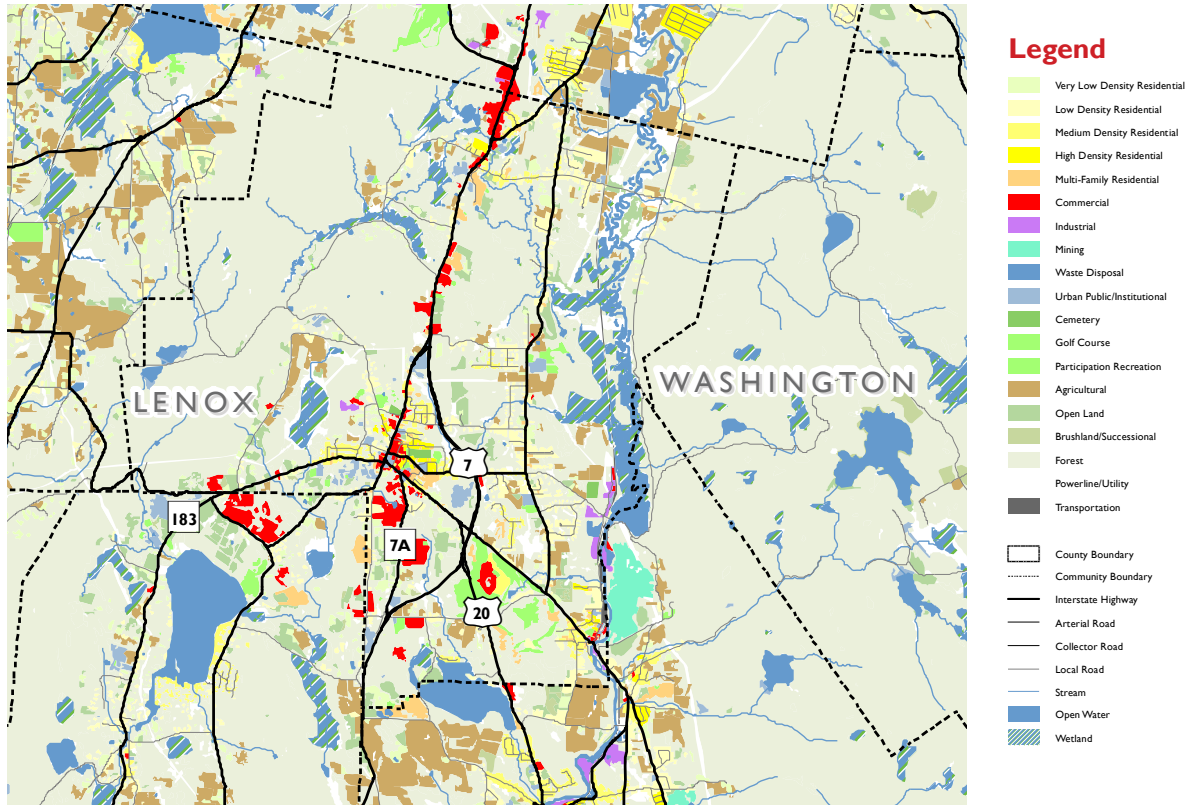 LENOX
WASHINGTON
7
183
7A
20
Legend
Very Low Density Residential
Low Density Residential
Medium Density Residential
High Density Residential
Multi-Family Residential
Commercial
Industrial
Mining
Waste Disposal
Urban Public/Institutional
Cemetery
Golf Course
Participation Recreation
Agricultural
Open Land
Brushland/Successional
Forest
Powerline/Utility
Transportation
County Boundary
Community Boundary
Interstate Highway
Arterial Road
Collector Road
Local Road
Stream
Open Water
Wetland